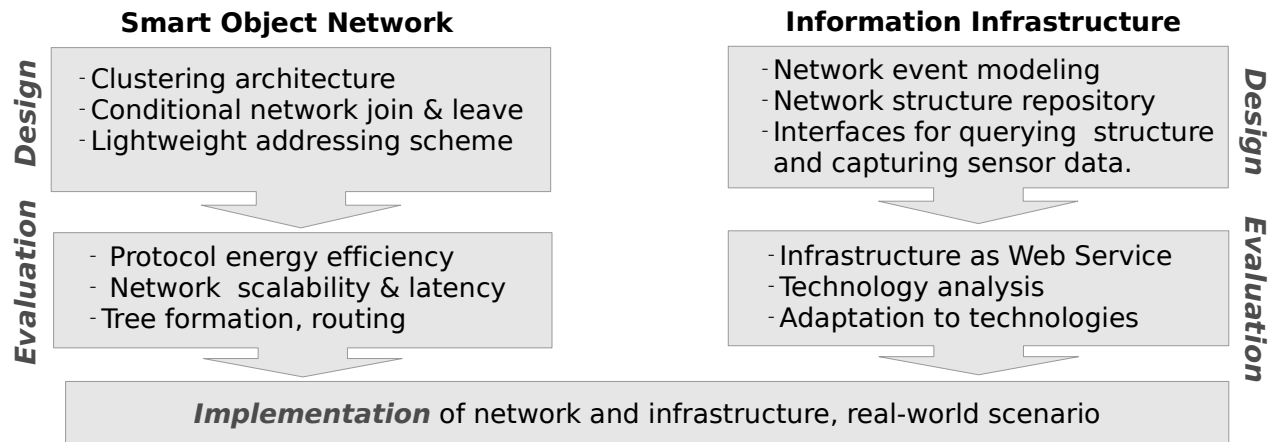 Smart Object Network
Design
- Clustering architecture
- Conditional network join & leave
- Lightweight addressing scheme
Evaluation
- Protocol energy efficiency
- Network scalability & latency
- Tree formation, routing
Information Infrastructure
Design
- Network event modeling
- Network structure repository
- Interfaces for querying structure
and capturing sensor data.
Evaluation
- Infrastructure as Web Service
- Technology analysis
- Adaptation to technologies
Implementation of network and infrastructure, real-world scenario